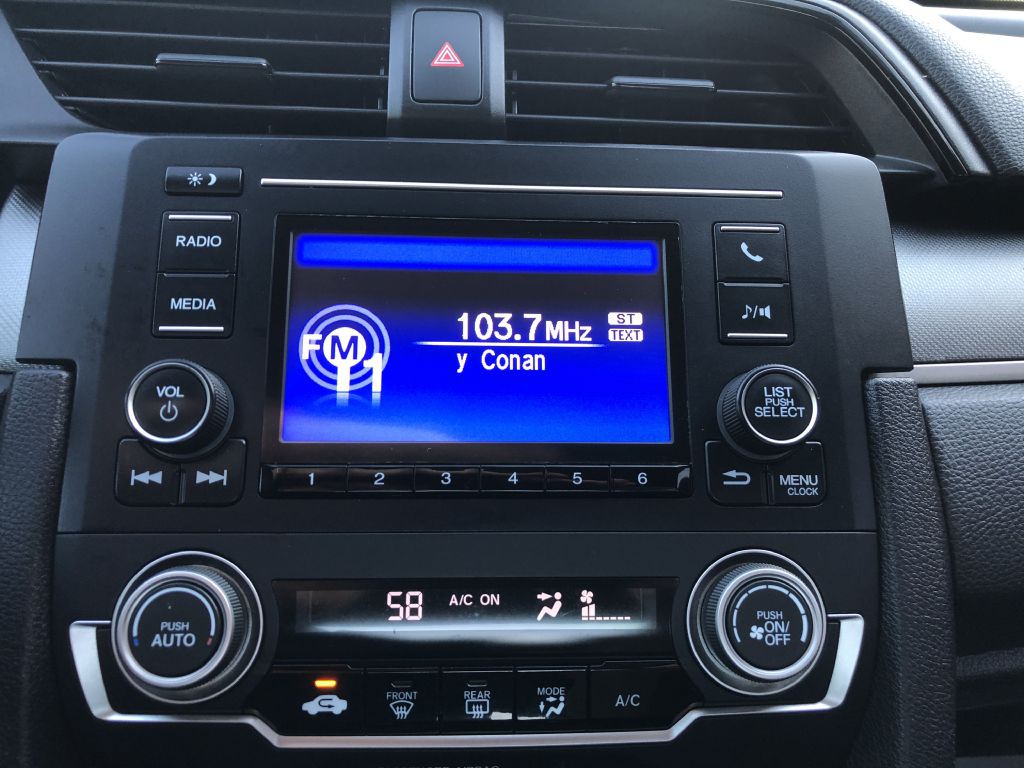 RADIO
MEDIA
VOL
FM
1
103.7MHz
ST
TEXT
y Conan
LIST
PUSH
SELECT
1 2 3 4 5 6
MENU
CLOCK
PUSH
AUTO
58
A/C ON
PUSH
ON/
OFF
FRONT
REAR
MODE
A/C